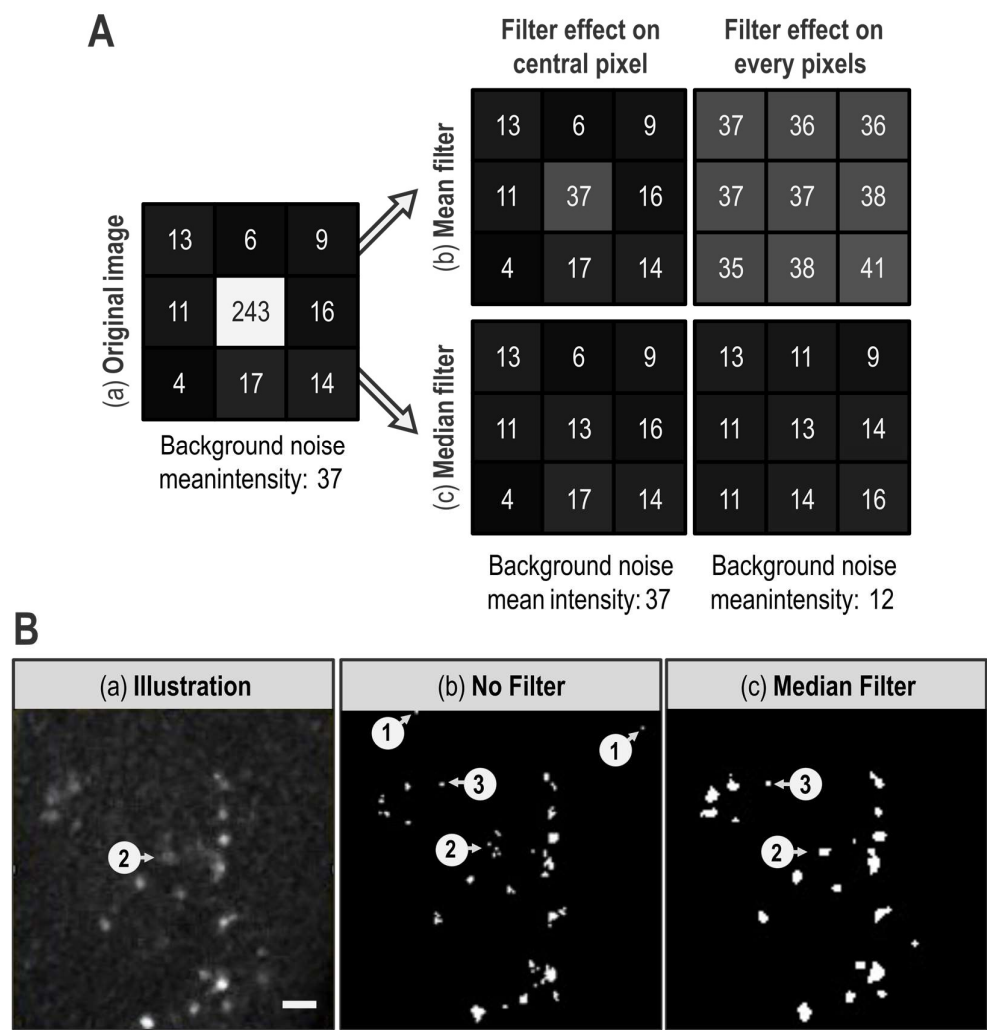 A
Filter effect on
central pixel
Filter effect on
every pixels
(a) Original image
13 6 9
11 243 16
4 17 14
Background noise
meanintensity: 37
(b) Mean filter
13 6 9
11 37 16
4 17 14
37 36 36
37 37 38
35 38 41
(c) Median filter
13 6 9
11 13 16
4 17 14
13 11 9
11 13 14
11 14 16
Background noise
mean intensity: 37
Background noise
meanintensity: 12
B
(a) Illustration
2
(b) No Filter
1
1
3
2
(c) Median Filter
3
2